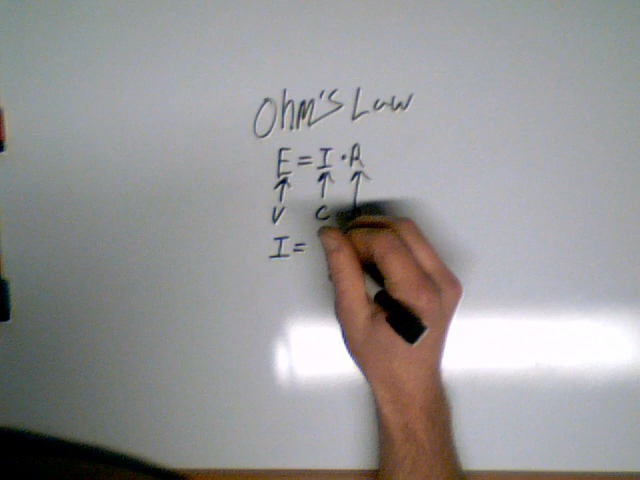 Ohm's Law
E = I · R
↑ ↑ ↑
V C
I =